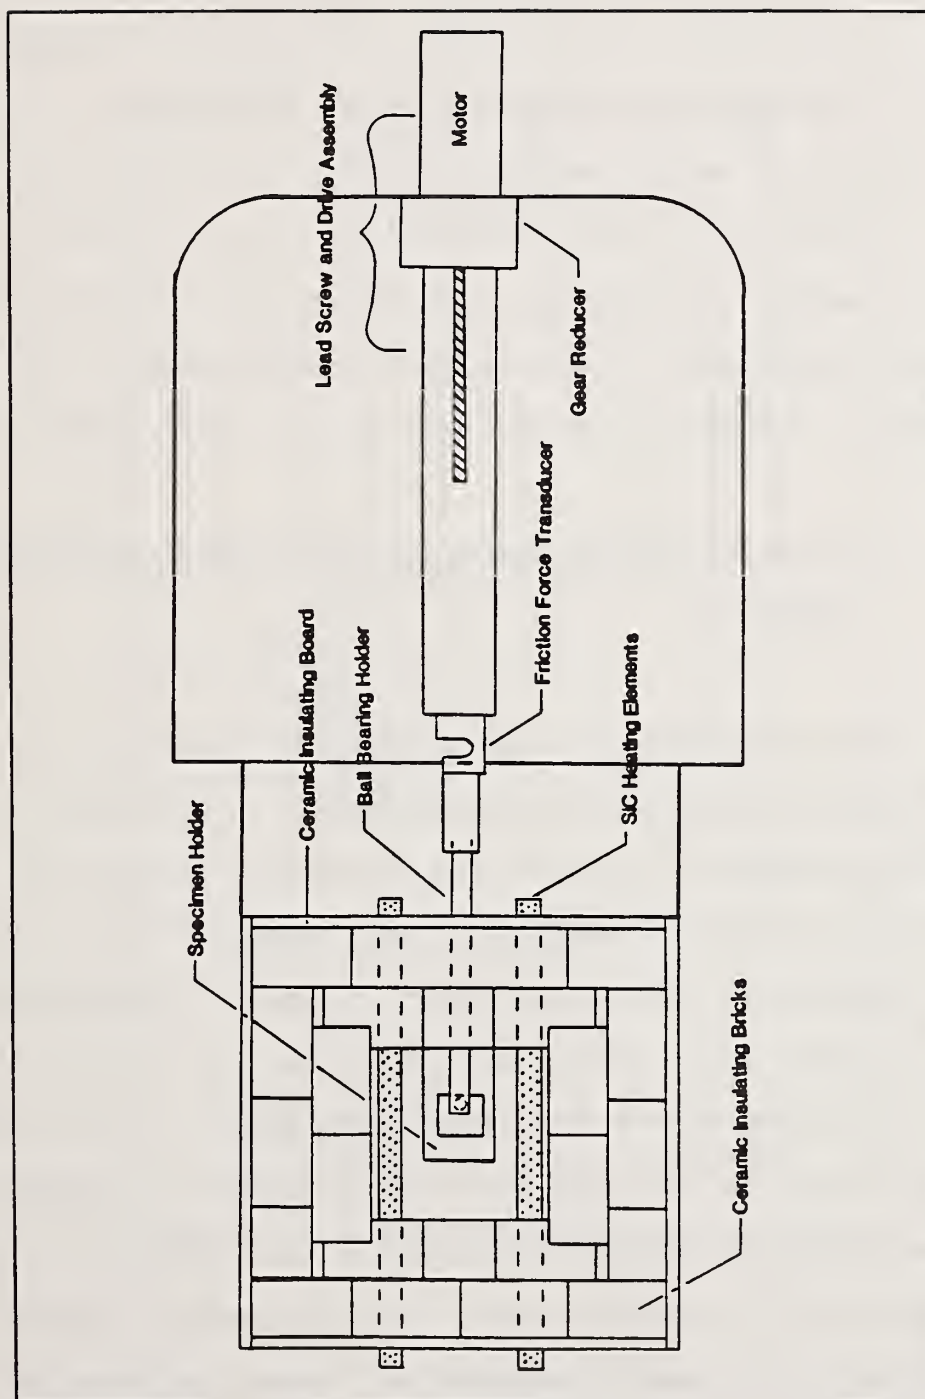 Specimen Holder
Ceramic Insulating Board
Ball Bearing Holder
Lead Screw and Drive Assembly
Motor
Friction Force Transducer
Gear Reducer
SiC Heating Elements
Ceramic Insulating Bricks